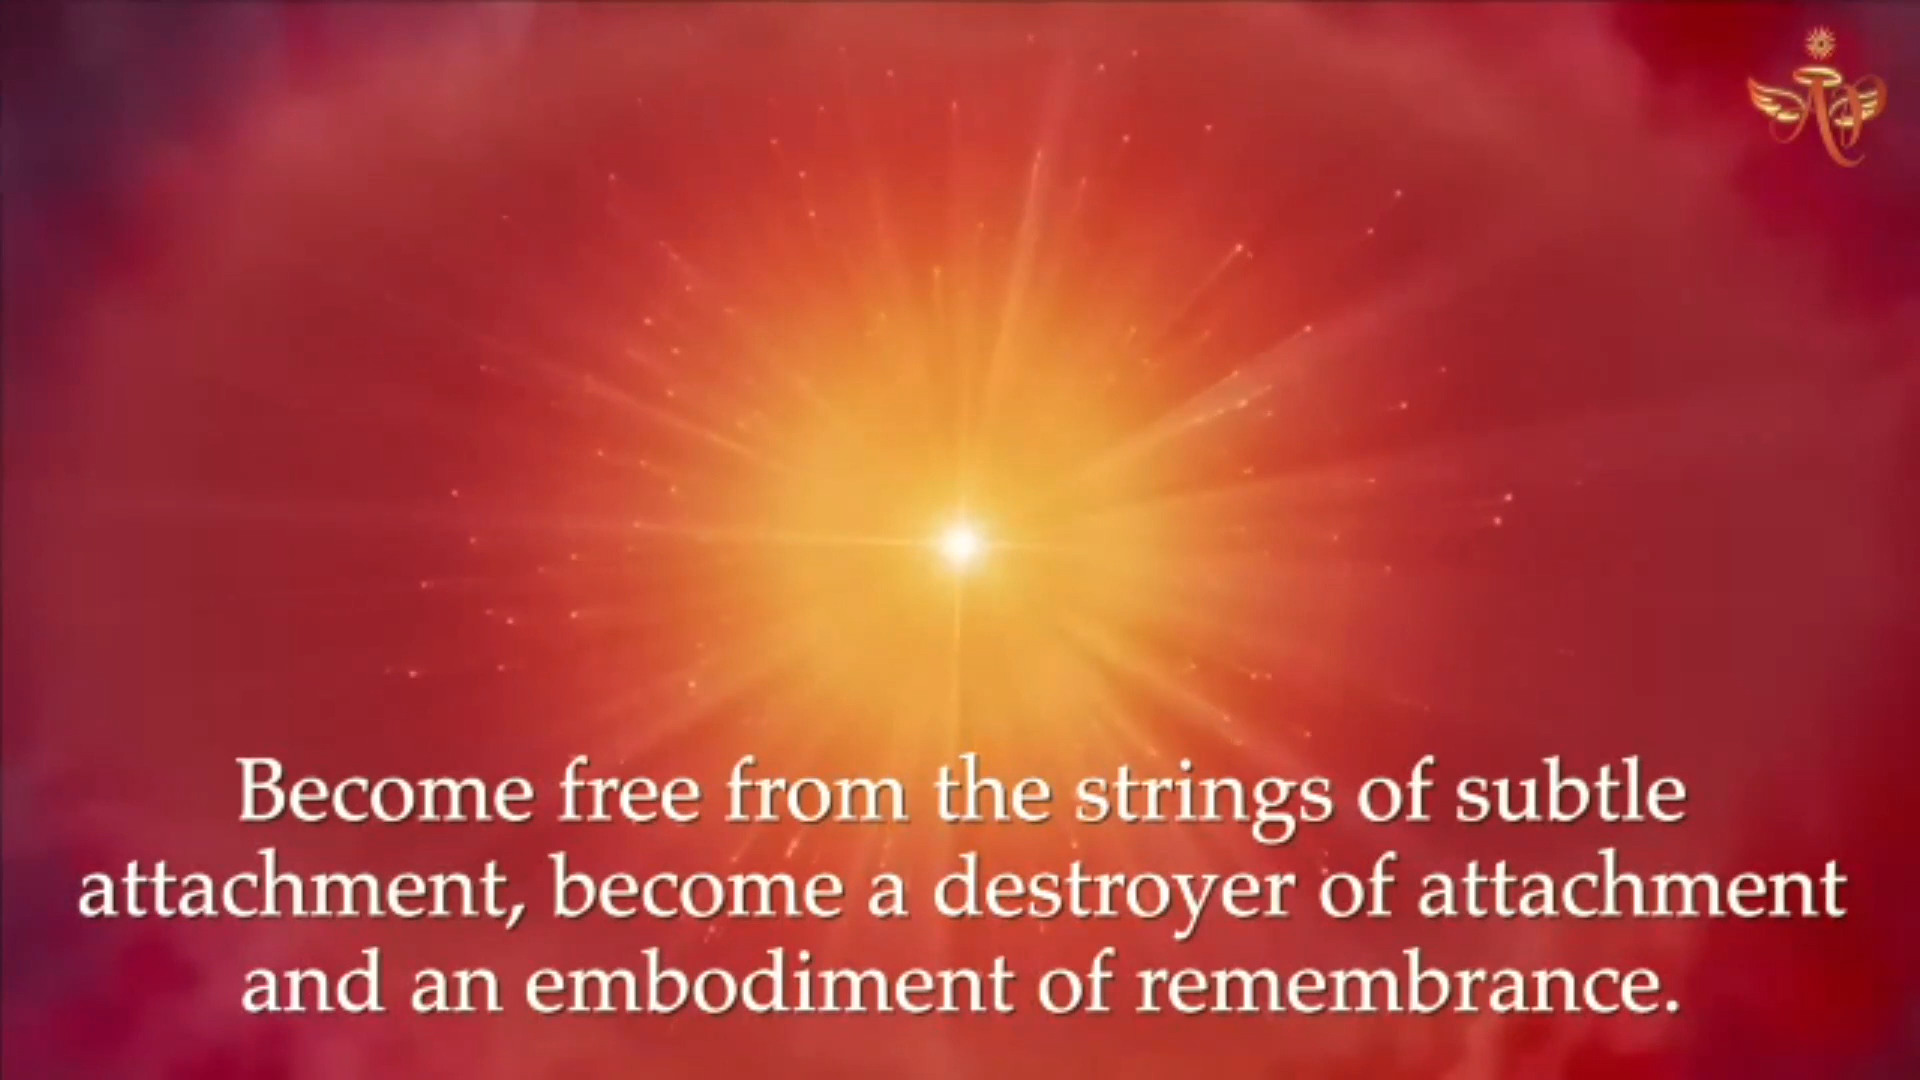 Become free from the strings of subtle
attachment, become a destroyer of attachment
and an embodiment of remembrance.